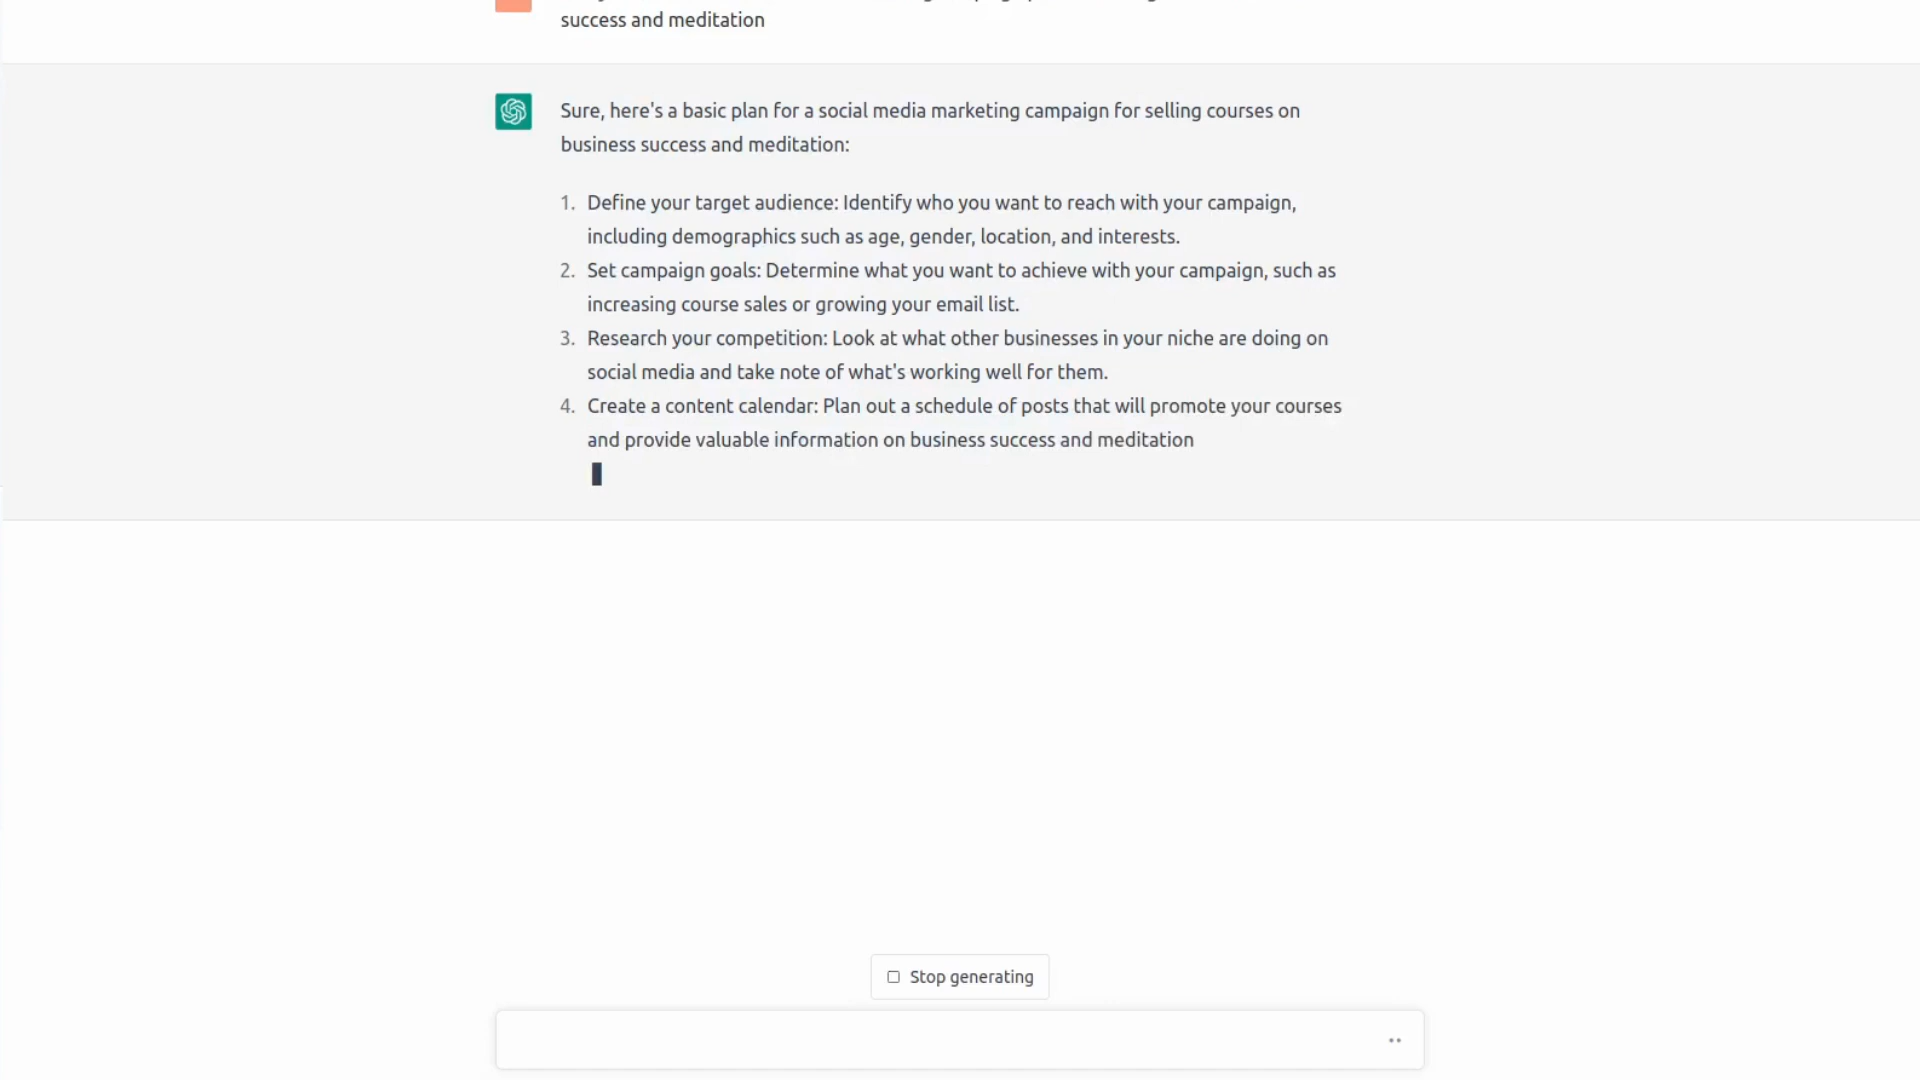 success and meditation
Sure, here's a basic plan for a social media marketing campaign for selling courses on
business success and meditation:
1. Define your target audience: Identify who you want to reach with your campaign,
including demographics such as age, gender, location, and interests.
2. Set campaign goals: Determine what you want to achieve with your campaign, such as
increasing course sales or growing your email list.
3. Research your competition: Look at what other businesses in your niche are doing on
social media and take note of what's working well for them.
4. Create a content calendar: Plan out a schedule of posts that will promote your courses
and provide valuable information on business success and meditation
Stop generating